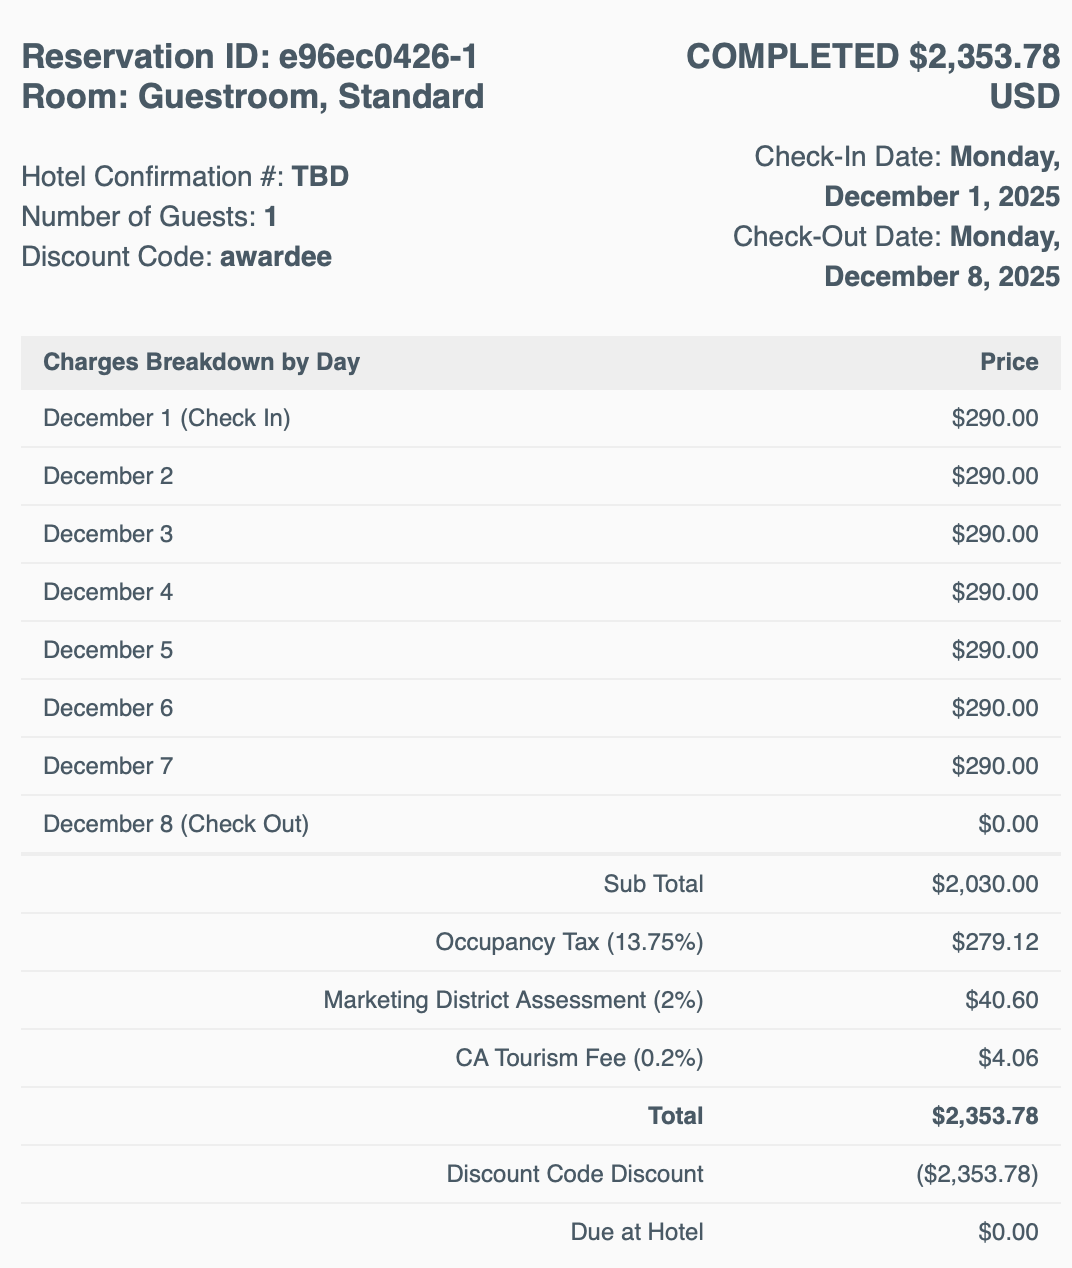 Reservation ID: e96ec0426-1
Room: Guestroom, Standard
COMPLETED $2,353.78
USD
Hotel Confirmation #: TBD
Number of Guests: 1
Discount Code: awardee
Check-In Date: Monday,
December 1, 2025
Check-Out Date: Monday,
December 8, 2025
Charges Breakdown by Day Price
December 1 (Check In) $290.00
December 2 $290.00
December 3 $290.00
December 4 $290.00
December 5 $290.00
December 6 $290.00
December 7 $290.00
December 8 (Check Out) $0.00
Sub Total $2,030.00
Occupancy Tax (13.75%) $279.12
Marketing District Assessment (2%) $40.60
CA Tourism Fee (0.2%) $4.06
Total $2,353.78
Discount Code Discount ($2,353.78)
Due at Hotel $0.00